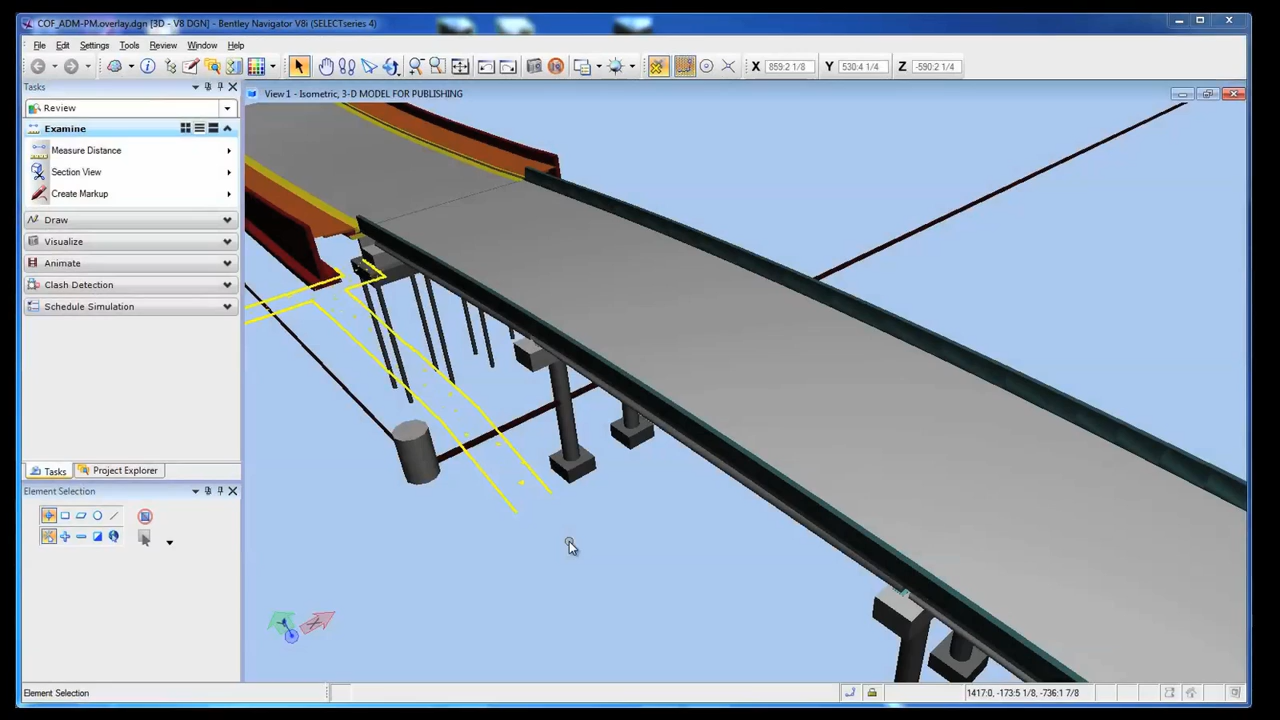 COF_ADM-PM.overlay.dgn [3D - V8 DGN] - Bentley Navigator V8i (SELECTseries 4)
File Edit Settings Tools Review Window Help
X 859:2 1/8 Y 530:4 1/4 Z -590:2 1/4
Tasks
View 1 - Isometric, 3-D MODEL FOR PUBLISHING
Review
Examine
Measure Distance
Section View
Create Markup
Draw
Visualize
Animate
Clash Detection
Schedule Simulation
Tasks Project Explorer
Element Selection
Element Selection
1417:0, -173:5 1/8, -736:1 7/8